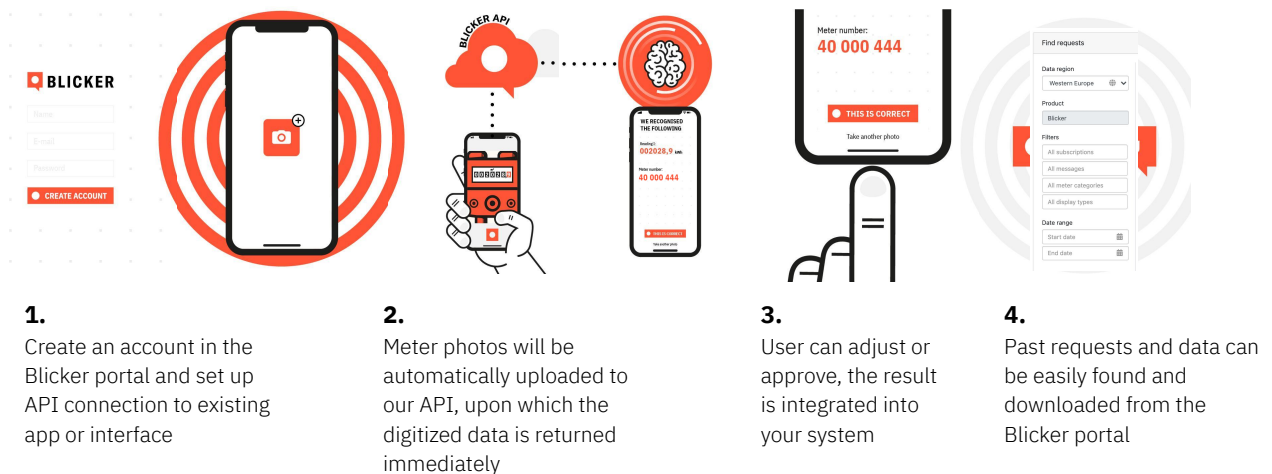 BLICKER
Name
E-mail
Password
CREATE ACCOUNT
BLICKER API
002028,9
WE RECOGNISED
THE FOLLOWING
Reading 1:
002028,9 kWh
Meter number:
40 000 444
THIS IS CORRECT
Take another photo
Meter number:
40 000 444
THIS IS CORRECT
Take another photo
Find requests
Data region
Western Europe
Product
Blicker
Filters
All subscriptions
All messages
All meter categories
All display types
Date range
Start date
End date
1.
Create an account in the
Blicker portal and set up
API connection to existing
app or interface
2.
Meter photos will be
automatically uploaded to
our API, upon which the
digitized data is returned
immediately
3.
User can adjust or
approve, the result
is integrated into
your system
4.
Past requests and data can
be easily found and
downloaded from the
Blicker portal